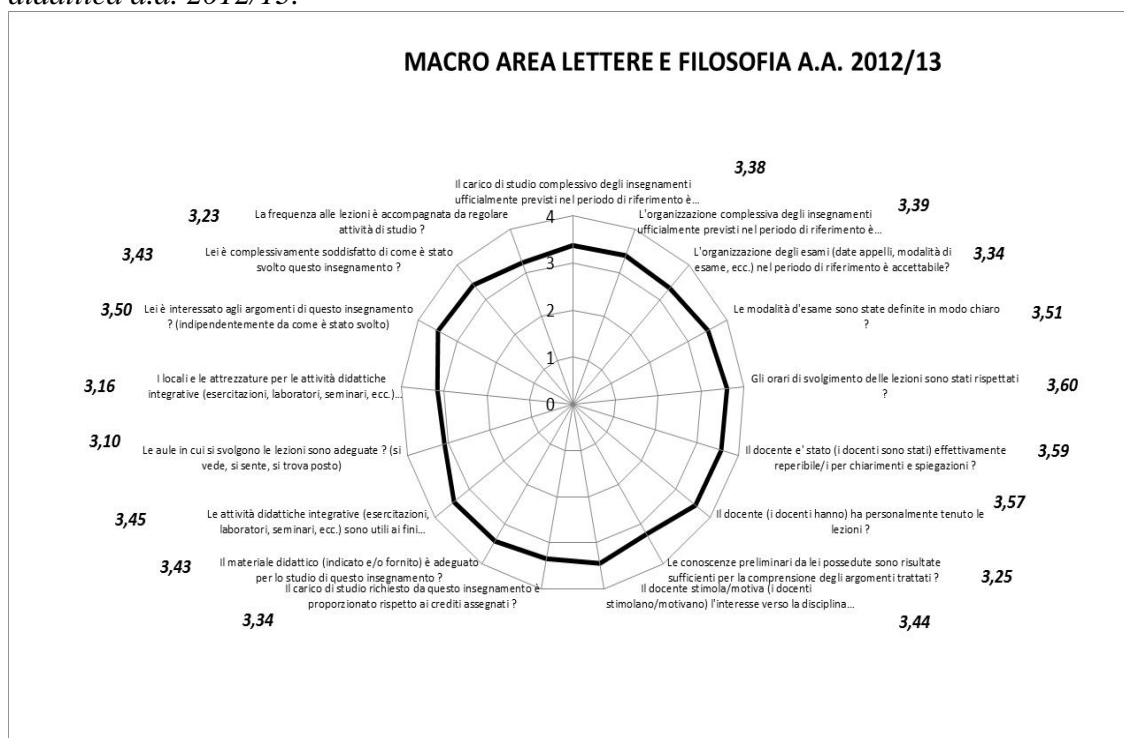 didattica a.a. 2012/13.
MACRO AREA LETTERE E FILOSOFIA A.A. 2012/13
3,38
Il carico di studio complessivo degli insegnamenti
ufficialmente previsti nel periodo di riferimento è...
3,39
L'organizzazione complessiva degli insegnamenti
ufficialmente previsti nel periodo di riferimento è...
3,34
L'organizzazione degli esami (date appelli, modalità di
esame, ecc.) nel periodo di riferimento è accettabile?
3,51
Le modalità d'esame sono state definite in modo chiaro
?
3,60
Gli orari di svolgimento delle lezioni sono stati rispettati
?
3,59
Il docente e' stato (i docenti sono stati) effettivamente
reperibile/i per chiarimenti e spiegazioni ?
3,57
Il docente (i docenti hanno) ha personalmente tenuto le
lezioni ?
3,25
Le conoscenze preliminari da lei possedute sono risultate
sufficienti per la comprensione degli argomenti trattati ?
3,44
Il docente stimola/motiva (i docenti
stimolano/motivano) l'interesse verso la disciplina...
3,34
Il carico di studio richiesto da questo insegnamento è
proporzionato rispetto ai crediti assegnati ?
3,43
Il materiale didattico (indicato e/o fornito) è adeguato
per lo studio di questo insegnamento ?
3,45
Le attività didattiche integrative (esercitazioni,
laboratori, seminari, ecc.) sono utili ai fini...
3,10
Le aule in cui si svolgono le lezioni sono adeguate ? (si
vede, si sente, si trova posto)
3,16
I locali e le attrezzature per le attività didattiche
integrative (esercitazioni, laboratori, seminari, ecc.)...
3,50
Lei è interessato agli argomenti di questo insegnamento
? (indipendentemente da come è stato svolto)
3,43
Lei è complessivamente soddisfatto di come è stato
svolto questo insegnamento ?
3,23
La frequenza alle lezioni è accompagnata da regolare
attività di studio ?
4
3
2
1
0